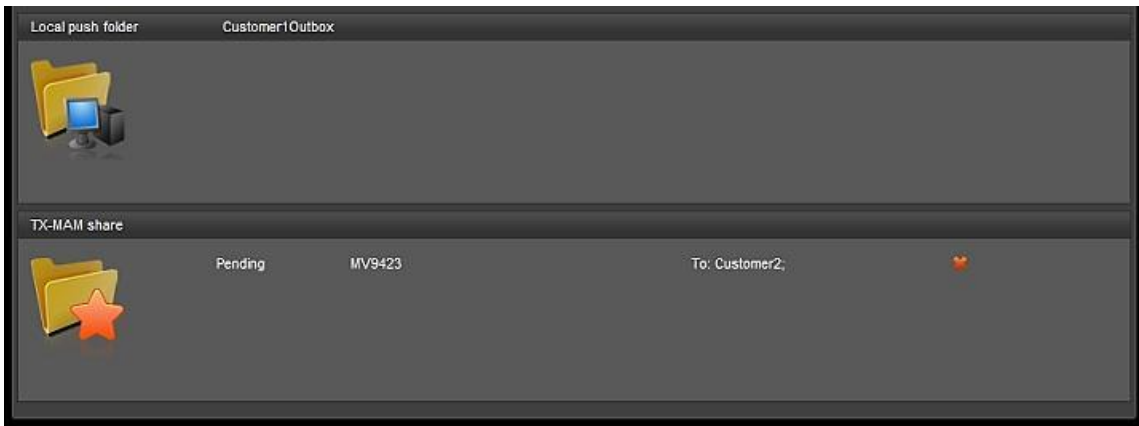 Local push folder Customer1Outbox
TX-MAM share
Pending MV9423 To: Customer2;